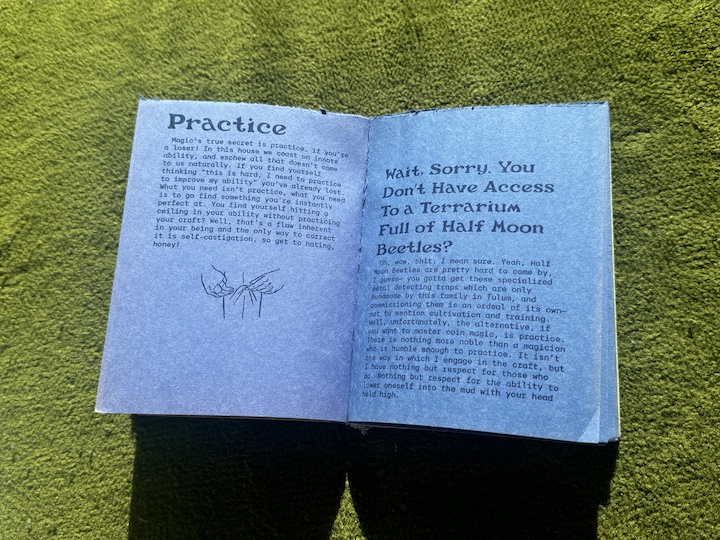 Practice
Magic's true secret is practice… if you're
a loser! In this house we coast on innate
ability, and eschew all that doesn't come
to us naturally. If you find yourself
thinking "this is hard, I need to practice
to improve my ability" you've already lost.
What you need isn't practice, what you need
is to go find something you're instantly
perfect at. You find yourself hitting a
ceiling in your ability without practicing
your craft? Well, that's a flaw inherent
in your being and the only way to correct
it is self-castigation, so get to hating,
honey!
Wait, Sorry. You
Don't Have Access
To a Terrarium
Full of Half Moon
Beetles?
Oh, wow, shit, I mean sure. Yeah, Half
Moon Beetles are pretty hard to come by,
I guess— you gotta get these specialized
metal detecting traps which are only
handmade by this family in Tulum, and
commissioning them is an ordeal of its own—
not to mention cultivation and training.
Well, unfortunately, the alternative, if
you want to master coin magic, is practice.
There is nothing more noble than a magician
who is humble enough to practice. It isn't
the way in which I engage in the craft, but
I have nothing but respect for those who
do. Nothing but respect for the ability to
lower oneself into the mud with your head
held high.